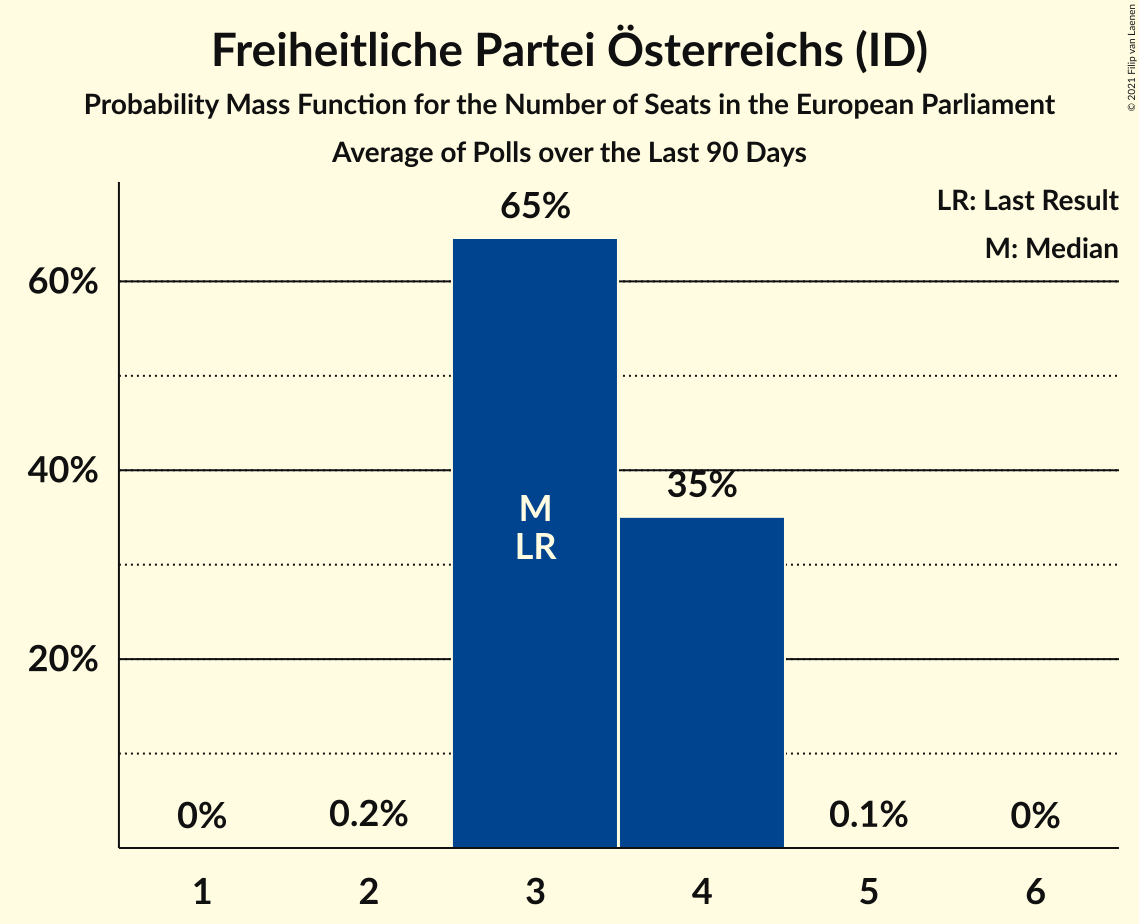 Freiheitliche Partei Österreichs (ID)
Probability Mass Function for the Number of Seats in the European Parliament
Average of Polls over the Last 90 Days
© 2021 Filip van Laenen
LR: Last Result
M: Median
65%
60%
40%
35%
M
LR
20%
0%
0.2%
0.1%
0%
1 2 3 4 5 6